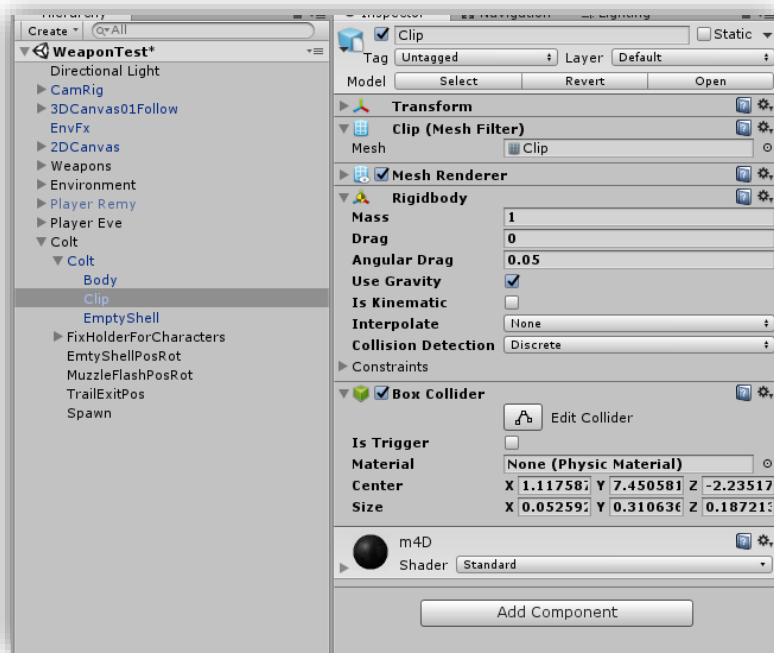 Hierarchy
Create
All
WeaponTest*
Directional Light
CamRig
3DCanvas01Follow
EnvFx
2DCanvas
Weapons
Environment
Player Remy
Player Eve
Colt
Colt
Body
Clip
EmptyShell
FixHolderForCharacters
EmtyShellPosRot
MuzzleFlashPosRot
TrailExitPos
Spawn
Inspector Navigation Lighting
Clip Static
Tag Untagged Layer Default
Model Select Revert Open
Transform
Clip (Mesh Filter)
Mesh Clip
Mesh Renderer
Rigidbody
Mass 1
Drag 0
Angular Drag 0.05
Use Gravity
Is Kinematic
Interpolate None
Collision Detection Discrete
Constraints
Box Collider
Edit Collider
Is Trigger
Material None (Physic Material)
Center X 1.117587 Y 7.450581 Z -2.23517
Size X 0.052592 Y 0.310636 Z 0.187213
m4D
Shader Standard
Add Component